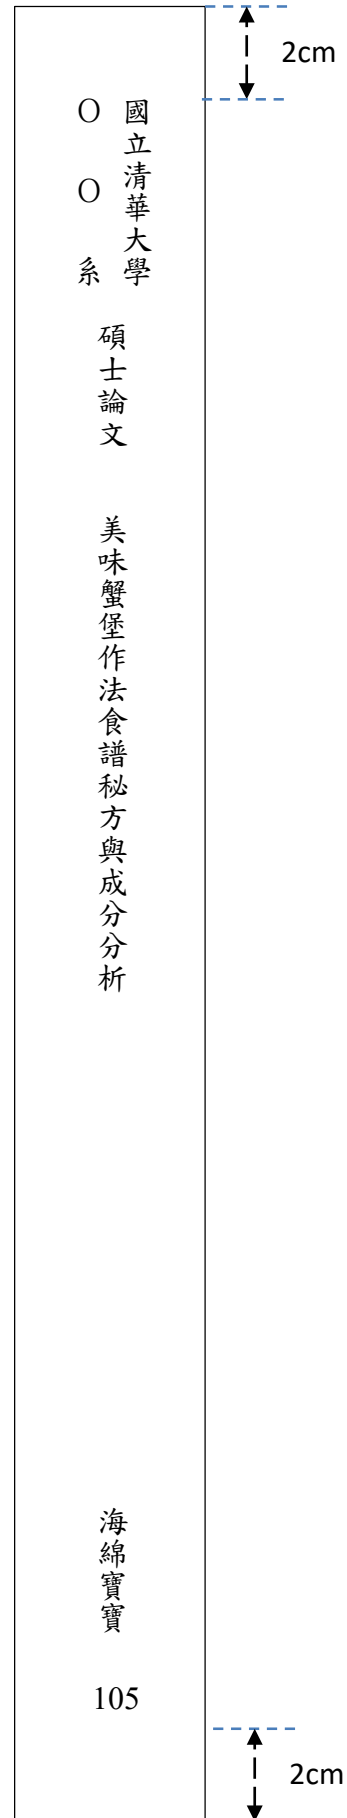 2cm
國立清華大學
○○系
碩士論文
美味蟹堡作法食譜秘方與成分分析
海綿寶寶
105
2cm